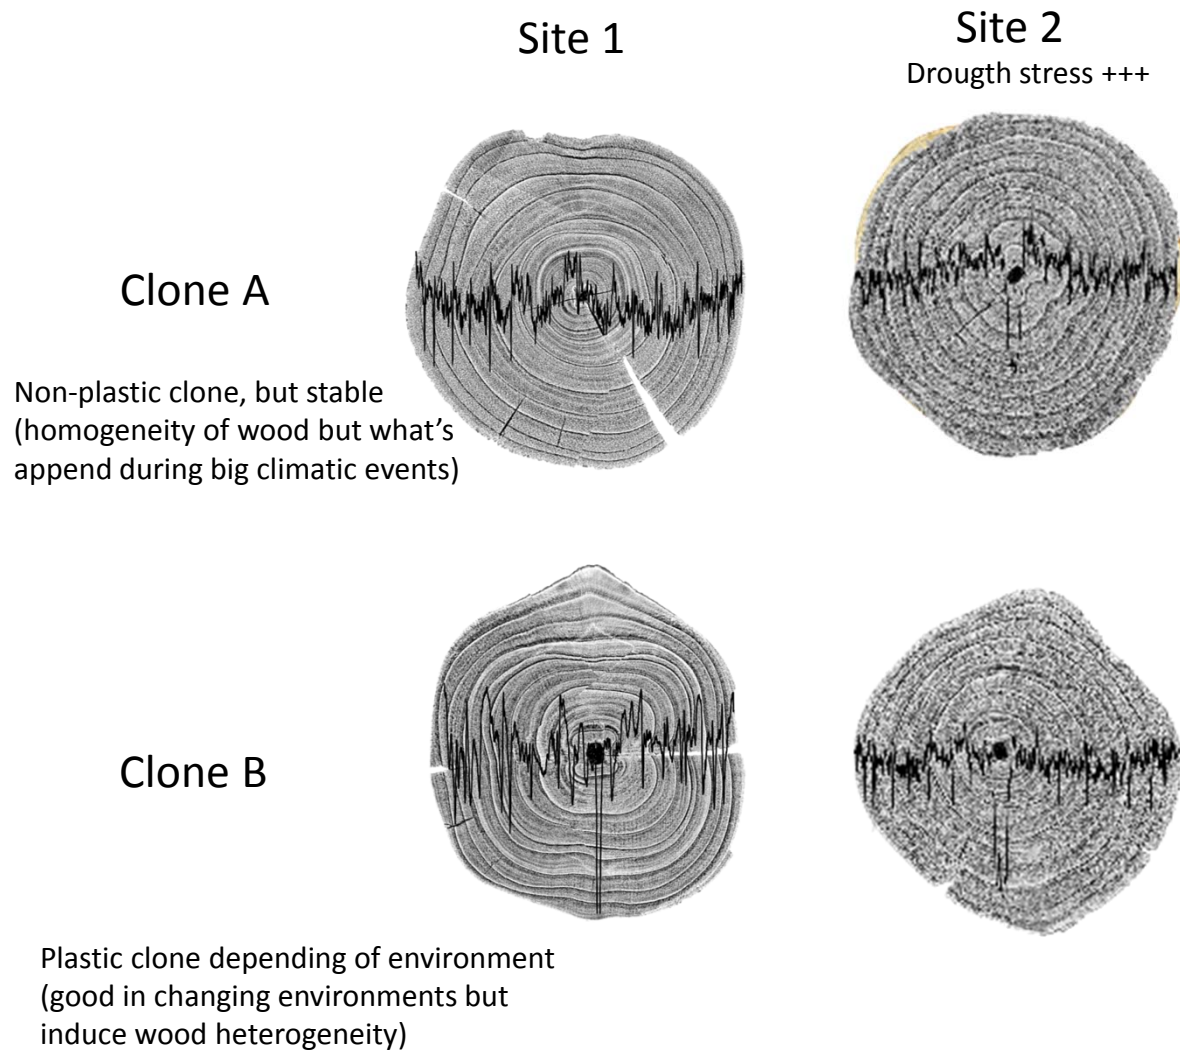 Site 1
Site 2
Drougth stress +++
Clone A
Non-plastic clone, but stable
(homogeneity of wood but what's
append during big climatic events)
Clone B
Plastic clone depending of environment
(good in changing environments but
induce wood heterogeneity)